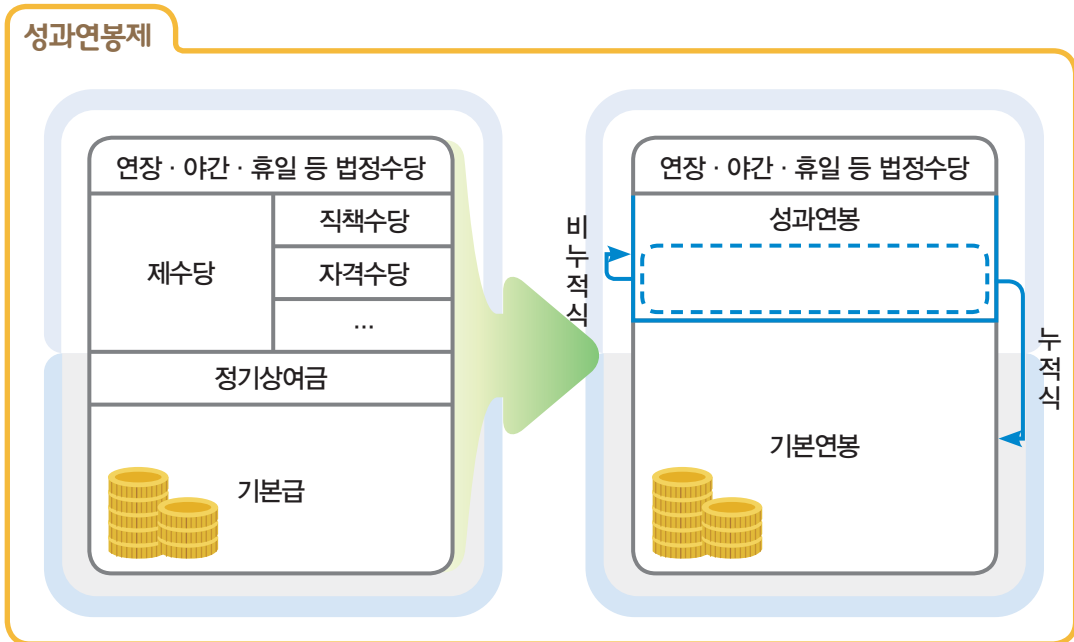 성과연봉제
연장 · 야간 · 휴일 등 법정수당
제수당
직책수당
자격수당
...
정기상여금
기본급
연장 · 야간 · 휴일 등 법정수당
성과연봉
비누적식
누적식
기본연봉